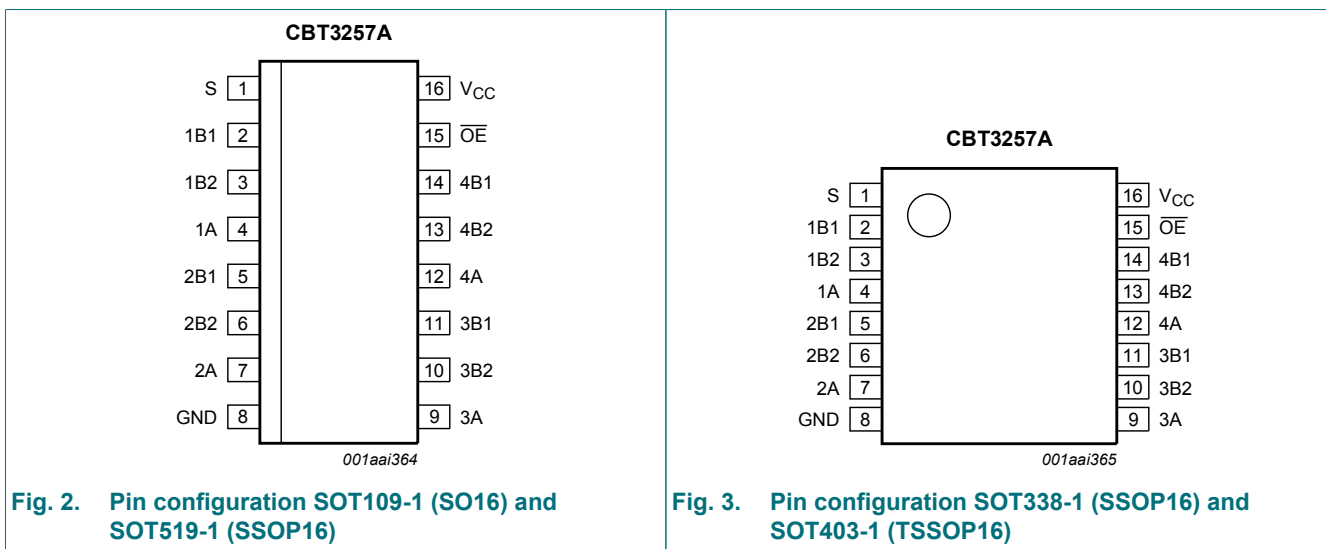 CBT3257A
S 1 16 VCC
1B1 2 15 OE
1B2 3 14 4B1
1A 4 13 4B2
2B1 5 12 4A
2B2 6 11 3B1
2A 7 10 3B2
GND 8 9 3A
001aai364
Fig. 2. Pin configuration SOT109-1 (SO16) and
SOT519-1 (SSOP16)
CBT3257A
S 1 16 VCC
1B1 2 15 OE
1B2 3 14 4B1
1A 4 13 4B2
2B1 5 12 4A
2B2 6 11 3B1
2A 7 10 3B2
GND 8 9 3A
001aai365
Fig. 3. Pin configuration SOT338-1 (SSOP16) and
SOT403-1 (TSSOP16)